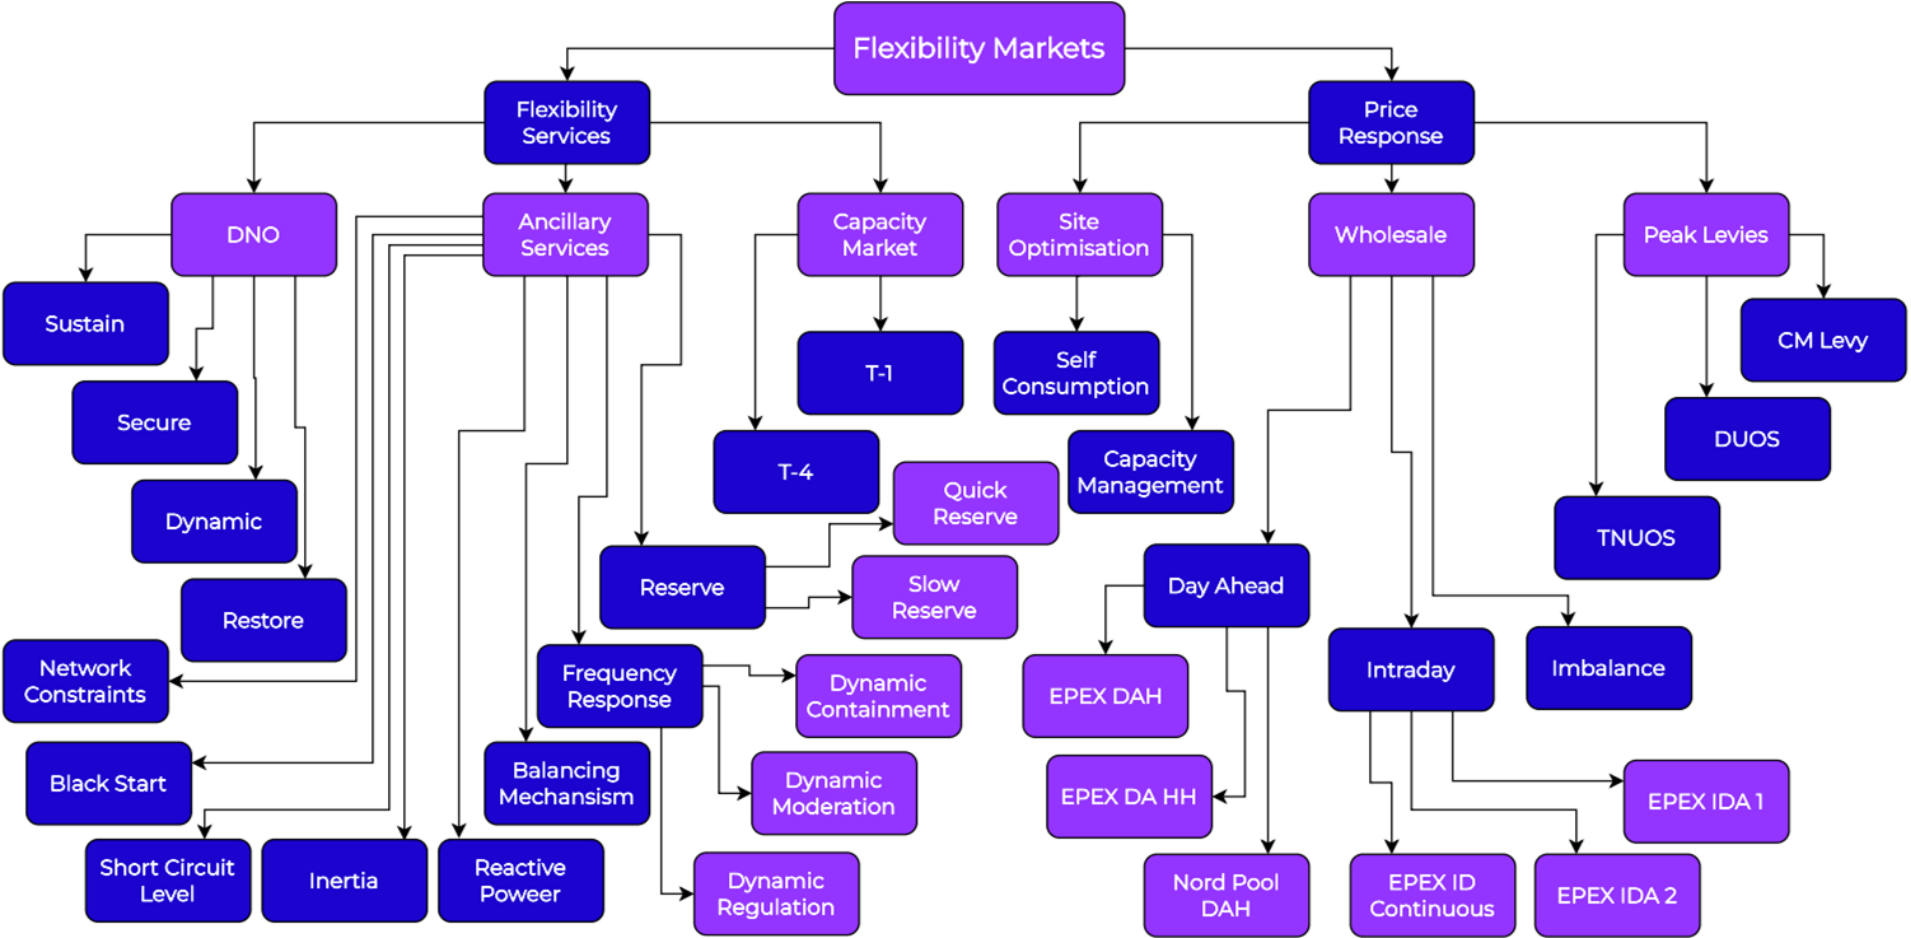 Flexibility Markets
Flexibility
Services
Price
Response
DNO
Ancillary
Services
Capacity
Market
Site
Optimisation
Wholesale
Peak Levies
Sustain
Secure
Dynamic
Restore
T-1
T-4
Self
Consumption
Capacity
Management
CM Levy
DUOS
TNUOS
Quick
Reserve
Reserve
Slow
Reserve
Day Ahead
Network
Constraints
Frequency
Response
Dynamic
Containment
EPEX DAH
Intraday
Imbalance
Black Start
Balancing
Mechansism
Dynamic
Moderation
EPEX DA HH
EPEX IDA 1
Short Circuit
Level
Inertia
Reactive
Poweer
Dynamic
Regulation
Nord Pool
DAH
EPEX ID
Continuous
EPEX IDA 2